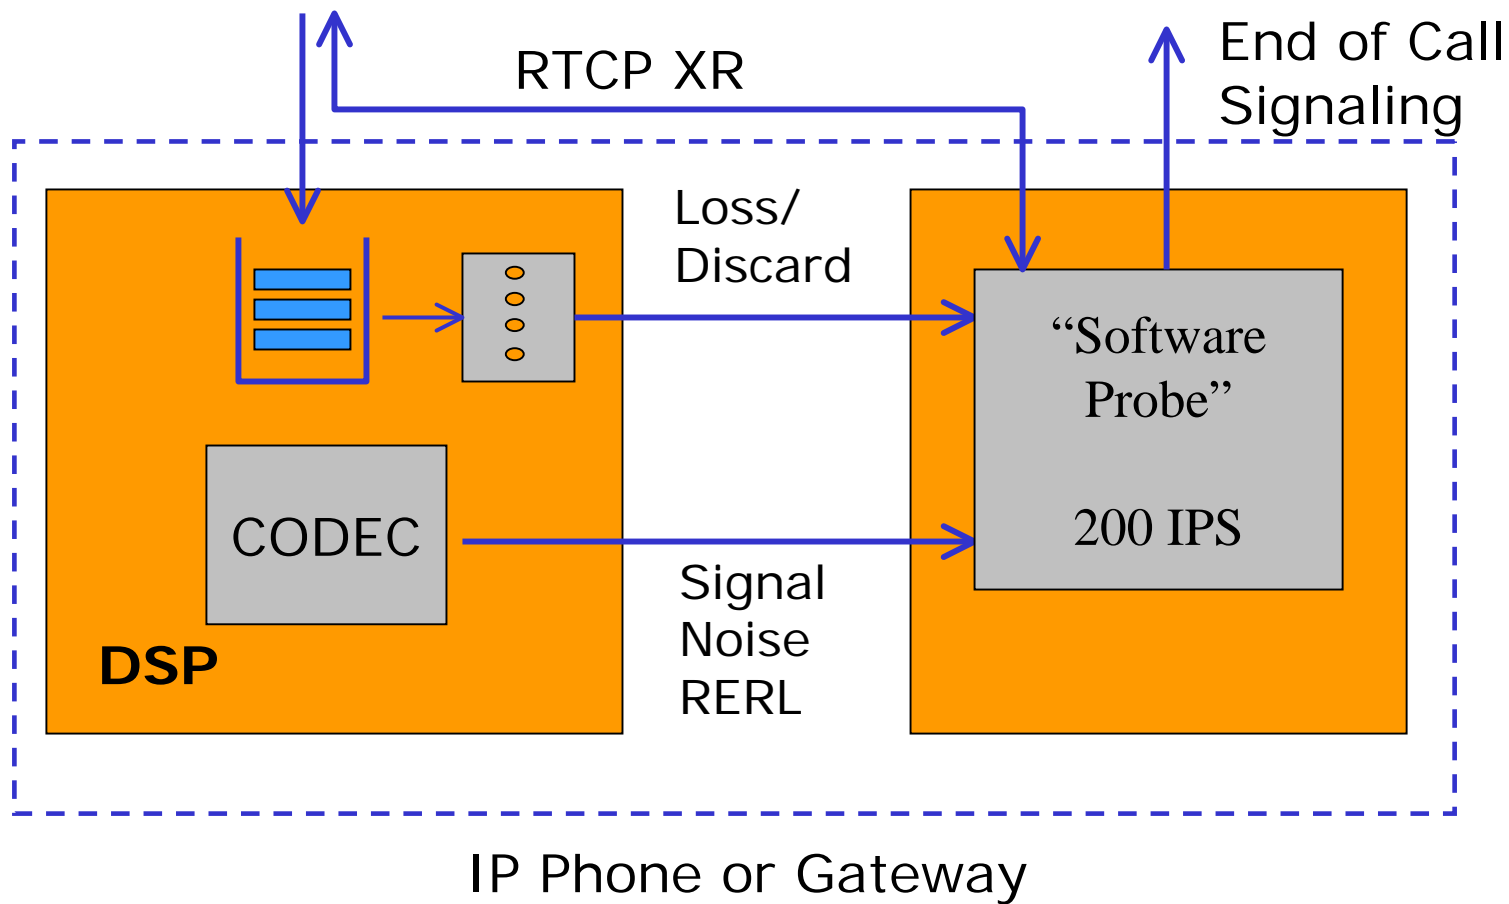 RTCP XR
End of Call
Signaling
Loss/
Discard
“Software
Probe”
200 IPS
CODEC
Signal
Noise
RERL
DSP
IP Phone or Gateway